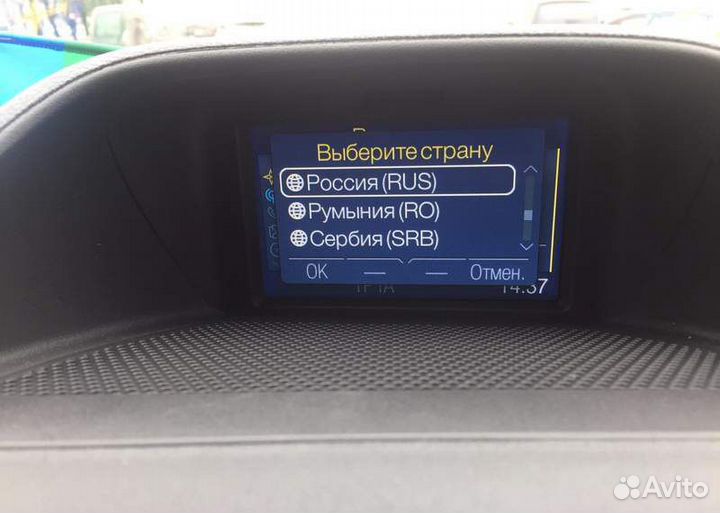 Выберите страну
Россия (RUS)
Румыния (RO)
Сербия (SRB)
OK
Отмен.
14:37
Avito